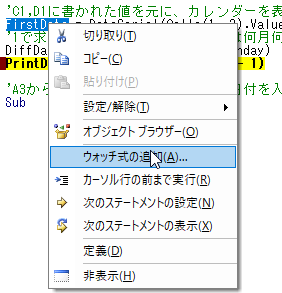 'C1,D1に書かれた値を元に、カレンダーを表
FirstDate = DateSerial(Cells(1, 3).Value
'1で求 は何月何
DiffDa day)
PrintD - 1)
'A3から 日付を入
Sub
切り取り(T)
コピー(C)
貼り付け(P)
設定/解除(T)
オブジェクト ブラウザー(O)
ウォッチ式の追加(A)...
カーソル行の前まで実行(R)
次のステートメントの設定(N)
次のステートメントの表示(X)
定義(D)
非表示(H)